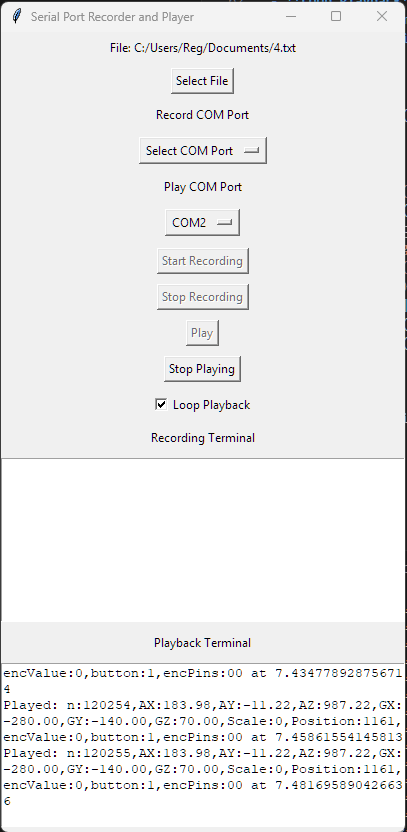 Serial Port Recorder and Player
File: C:/Users/Reg/Documents/4.txt
Select File
Record COM Port
Select COM Port
Play COM Port
COM2
Start Recording
Stop Recording
Play
Stop Playing
Loop Playback
Recording Terminal
Playback Terminal
encValue:0,button:1,encPins:00 at 7.43477892875671
4
Played: n:120254,AX:183.98,AY:-11.22,AZ:987.22,GX:
-280.00,GY:-140.00,GZ:70.00,Scale:0,Position:1161,
encValue:0,button:1,encPins:00 at 7.45861554145813
Played: n:120255,AX:183.98,AY:-11.22,AZ:987.22,GX:
-280.00,GY:-140.00,GZ:70.00,Scale:0,Position:1161,
encValue:0,button:1,encPins:00 at 7.48169589042663
6